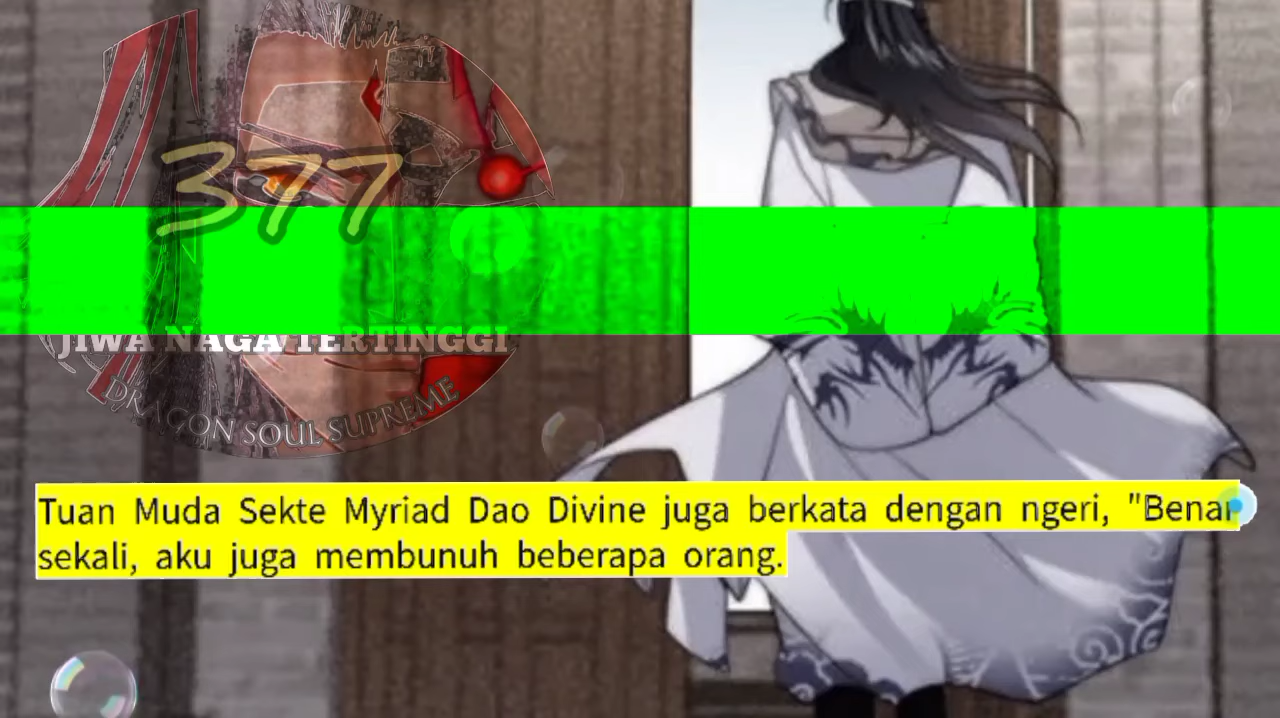 377
JIWA NAGA TERTINGGI
DRAGON SOUL SUPREME
Tuan Muda Sekte Myriad Dao Divine juga berkata dengan ngeri, "Benar
sekali, aku juga membunuh beberapa orang.